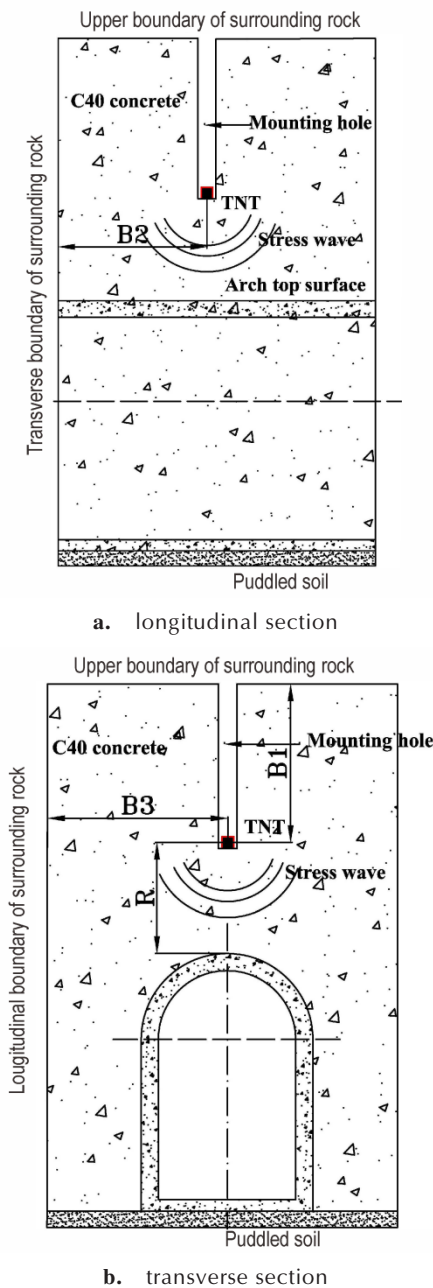 Upper boundary of surrounding rock
C40 concrete
Mounting hole
TNT
B2
Stress wave
Arch top surface
Transverse boundary of surrounding rock
Puddled soil
a. longitudinal section
Upper boundary of surrounding rock
C40 concrete
Mounting hole
B1
B3
TNT
R
Stress wave
Lougitudinal boundary of surrounding rock
Puddled soil
b. transverse section